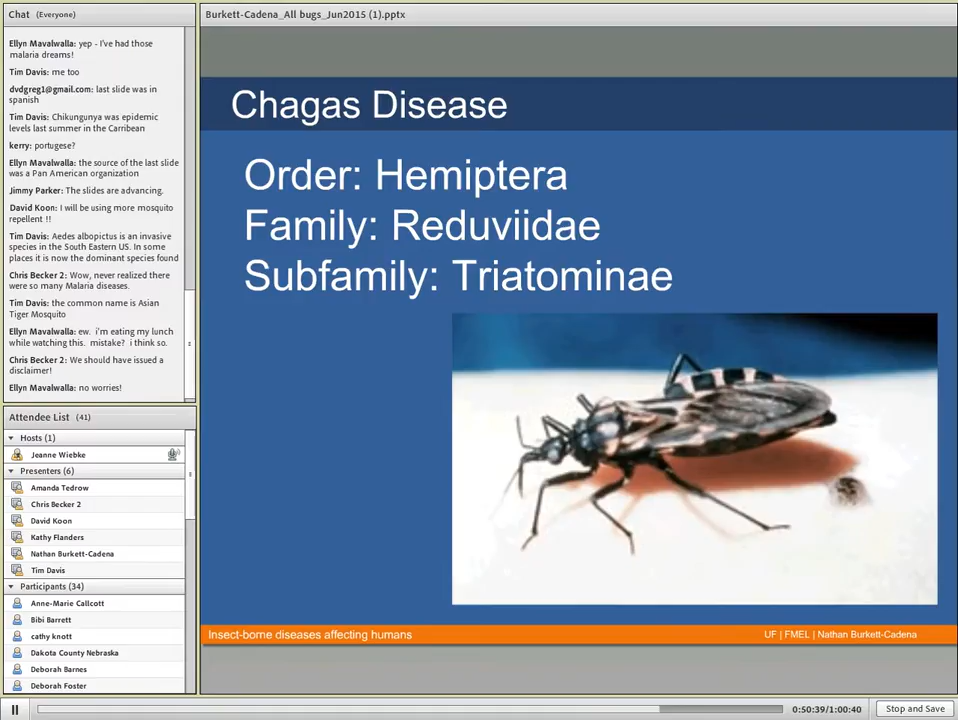 Chat (Everyone)
Ellyn Mavalwalla: yep - I've had those
malaria dreams!
Tim Davis: me too
dvdgreg1@gmail.com: last slide was in
spanish
Tim Davis: Chikungunya was epidemic
levels last summer in the Carribean
kerry: portugese?
Ellyn Mavalwalla: the source of the last slide
was a Pan American organization
Jimmy Parker: The slides are advancing.
David Koon: I will be using more mosquito
repellent !!
Tim Davis: Aedes albopictus is an invasive
species in the South Eastern US. In some
places it is now the dominant species found
Chris Becker 2: Wow, never realized there
were so many Malaria diseases.
Tim Davis: the common name is Asian
Tiger Mosquito
Ellyn Mavalwalla: ew. i'm eating my lunch
while watching this. mistake? i think so.
Chris Becker 2: We should have issued a
disclaimer!
Ellyn Mavalwalla: no worries!
Attendee List (41)
Hosts (1)
Jeanne Wiebke
Presenters (6)
Amanda Tedrow
Chris Becker 2
David Koon
Kathy Flanders
Nathan Burkett-Cadena
Tim Davis
Participants (34)
Anne-Marie Callcott
Bibi Barrett
cathy knott
Dakota County Nebraska
Deborah Barnes
Deborah Foster
Burkett-Cadena_All bugs_Jun2015 (1).pptx
Chagas Disease
Order: Hemiptera
Family: Reduviidae
Subfamily: Triatominae
Insect-borne diseases affecting humans
UF | FMEL | Nathan Burkett-Cadena
0:50:39/1:00:40
Stop and Save